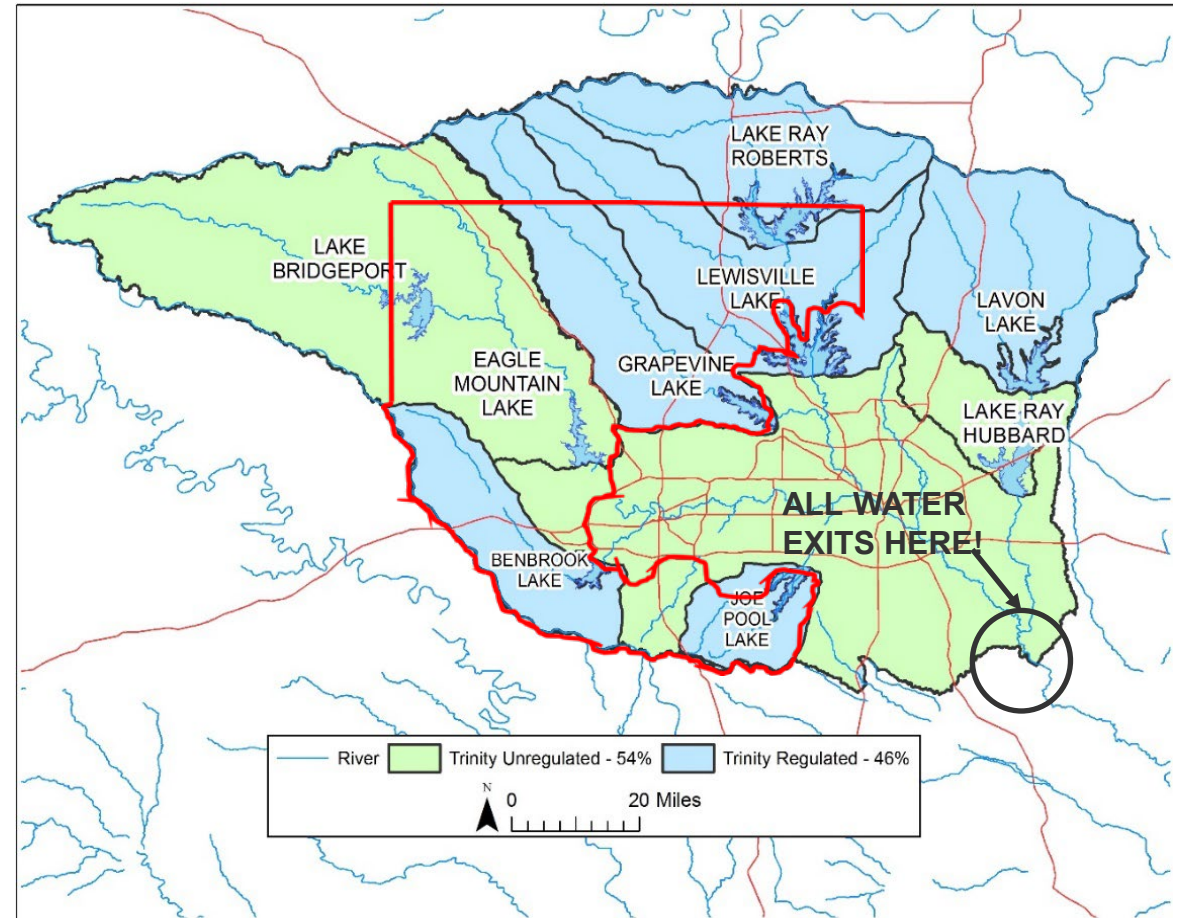 LAKE RAY
ROBERTS
LAKE
BRIDGEPORT
LEWISVILLE
LAKE
LAVON
LAKE
EAGLE
MOUNTAIN
LAKE
GRAPEVINE
LAKE
LAKE RAY
HUBBARD
ALL WATER
EXITS HERE!
BENBROOK
LAKE
JOE
POOL
LAKE
River Trinity Unregulated - 54% Trinity Regulated - 46%
N
0 20 Miles